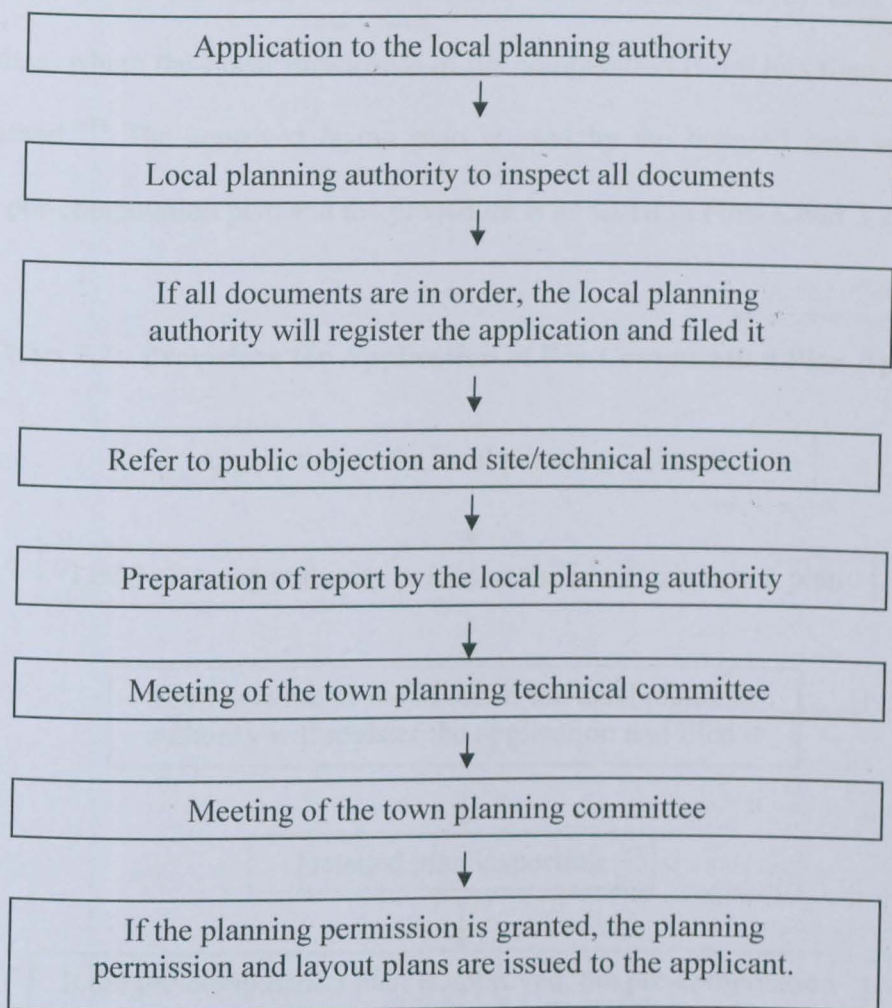 Application to the local planning authority
Local planning authority to inspect all documents
If all documents are in order, the local planning
authority will register the application and filed it
Refer to public objection and site/technical inspection
Preparation of report by the local planning authority
Meeting of the town planning technical committee
Meeting of the town planning committee
If the planning permission is granted, the planning
permission and layout plans are issued to the applicant.